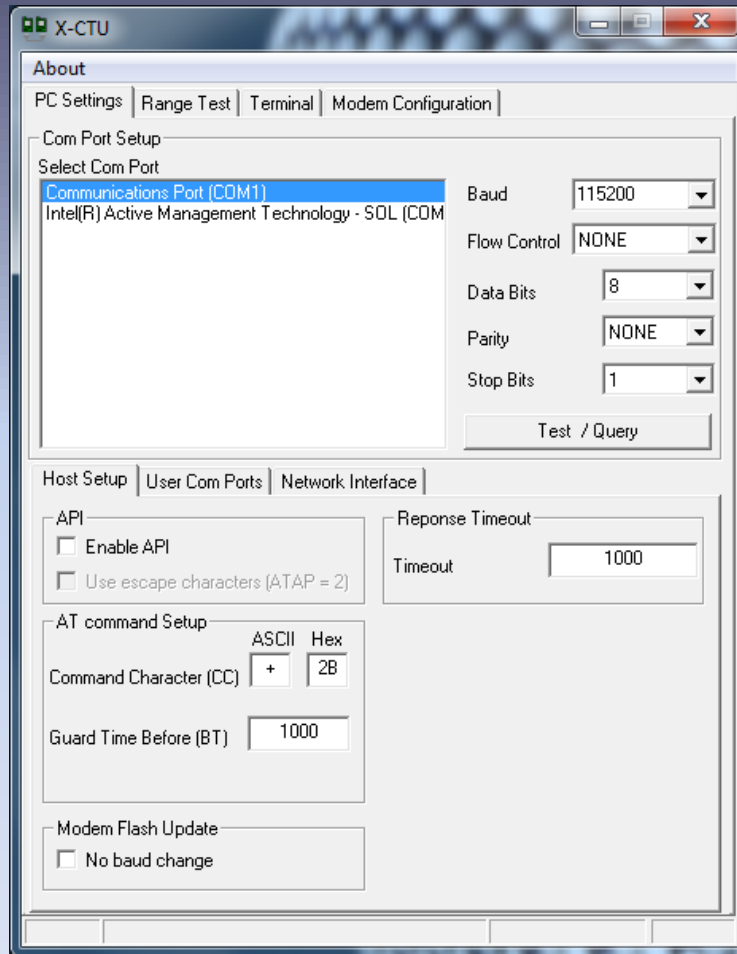 X-CTU
About
PC Settings Range Test Terminal Modem Configuration
Com Port Setup
Select Com Port
Communications Port (COM1)
Intel(R) Active Management Technology - SOL (COM
Baud 115200
Flow Control NONE
Data Bits 8
Parity NONE
Stop Bits 1
Test / Query
Host Setup User Com Ports Network Interface
API
Enable API
Use escape characters (ATAP = 2)
Reponse Timeout
Timeout 1000
AT command Setup
ASCII Hex
Command Character (CC) + 2B
Guard Time Before (BT) 1000
Modem Flash Update
No baud change